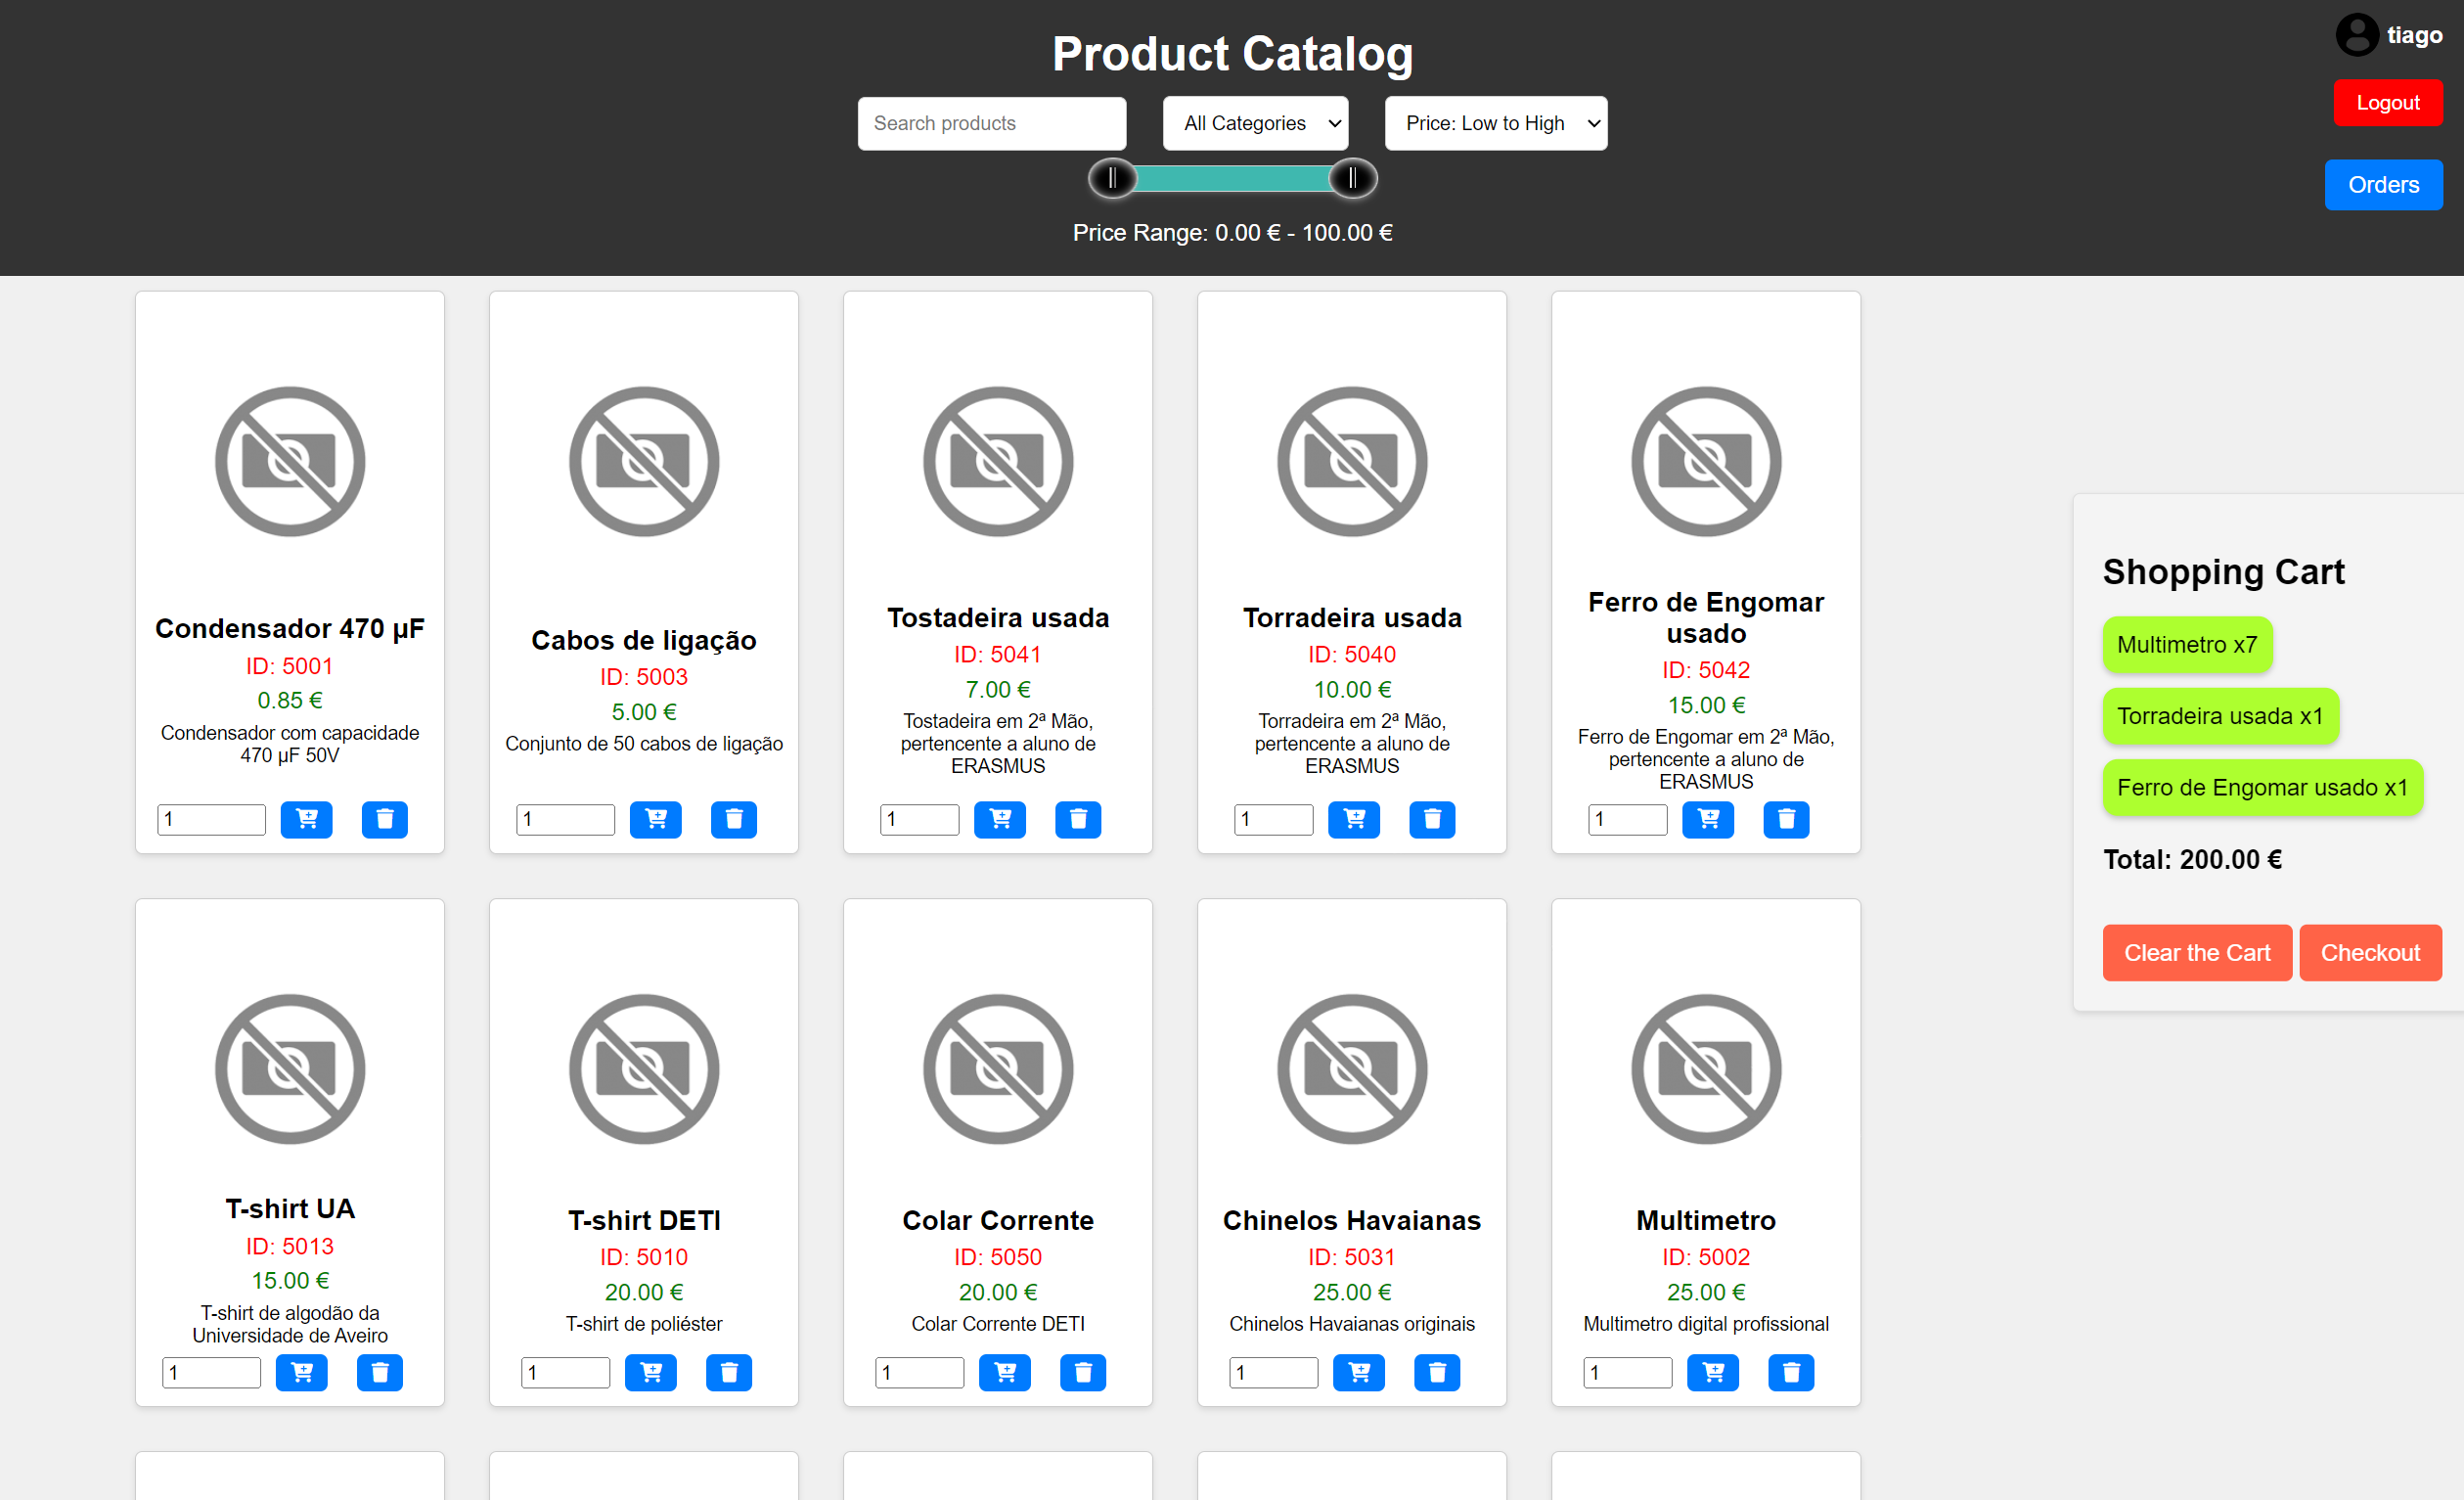 Product Catalog
tiago
Search products
All Categories
Price: Low to High
Logout
Orders
Price Range: 0.00 € - 100.00 €
Condensador 470 µF
ID: 5001
0.85 €
Condensador com capacidade
470 µF 50V
1
Cabos de ligação
ID: 5003
5.00 €
Conjunto de 50 cabos de ligação
1
Tostadeira usada
ID: 5041
7.00 €
Tostadeira em 2ª Mão,
pertencente a aluno de
ERASMUS
1
Torradeira usada
ID: 5040
10.00 €
Torradeira em 2ª Mão,
pertencente a aluno de
ERASMUS
1
Ferro de Engomar
usado
ID: 5042
15.00 €
Ferro de Engomar em 2ª Mão,
pertencente a aluno de
ERASMUS
1
T-shirt UA
ID: 5013
15.00 €
T-shirt de algodão da
Universidade de Aveiro
1
T-shirt DETI
ID: 5010
20.00 €
T-shirt de poliéster
1
Colar Corrente
ID: 5050
20.00 €
Colar Corrente DETI
1
Chinelos Havaianas
ID: 5031
25.00 €
Chinelos Havaianas originais
1
Multimetro
ID: 5002
25.00 €
Multimetro digital profissional
1
Shopping Cart
Multimetro x7
Torradeira usada x1
Ferro de Engomar usado x1
Total: 200.00 €
Clear the Cart
Checkout